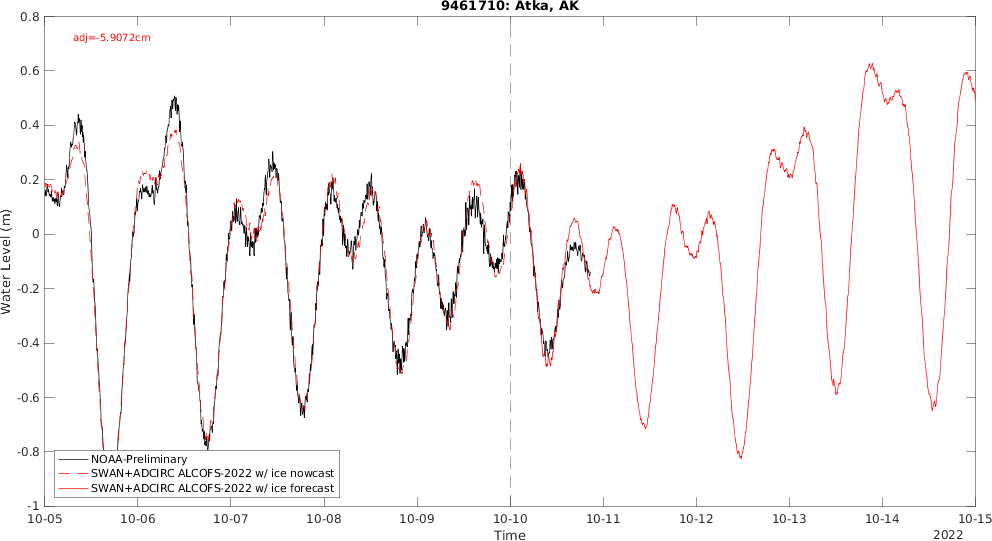 9461710: Atka, AK
adj=-5.9072cm
Water Level (m)
0.8
0.6
0.4
0.2
0
-0.2
-0.4
-0.6
-0.8
-1
NOAA-Preliminary
SWAN+ADCIRC ALCOFS-2022 w/ ice nowcast
SWAN+ADCIRC ALCOFS-2022 w/ ice forecast
10-05 10-06 10-07 10-08 10-09 10-10 10-11 10-12 10-13 10-14 10-15
Time
2022